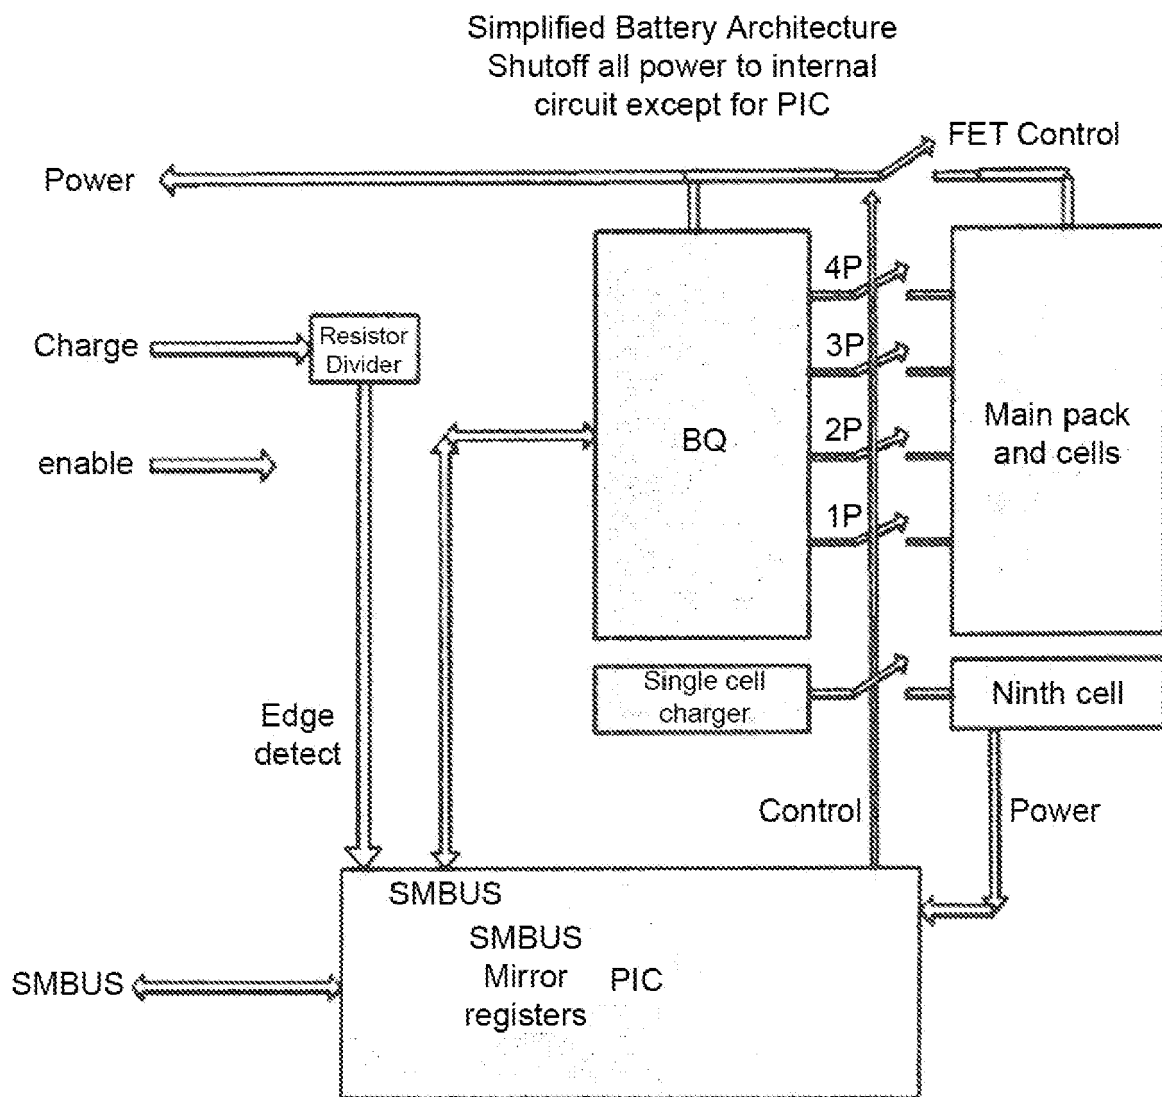 Simplified Battery Architecture
Shutoff all power to internal
circuit except for PIC
FET Control
Power
4P
Charge
Resistor
Divider
3P
BQ
2P
Main pack
and cells
enable
1P
Single cell
charger
Ninth cell
Edge
detect
Control
Power
SMBUS
SMBUS
Mirror
registers
PIC
SMBUS